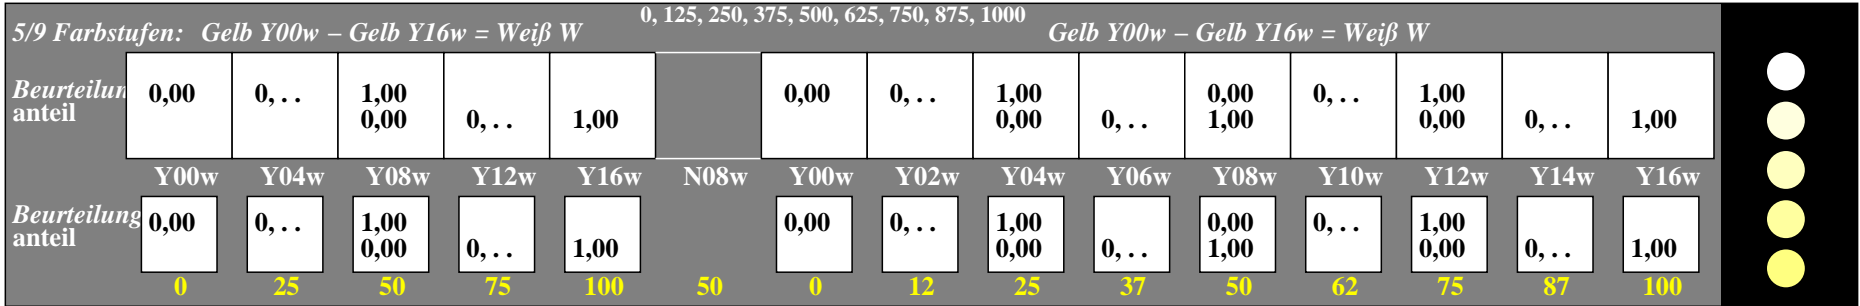 0, 125, 250, 375, 500, 625, 750, 875, 1000
5/9 Farbstufen: Gelb Y00w – Gelb Y16w = Weiß W Gelb Y00w – Gelb Y16w = Weiß W
Beurteilun 0,00 0, . . 1,00 0,00 0, . . 1,00 0,00 0, . . 1,00
anteil 0,00 0, . . 1,00 0,00 0, . . 1,00 0,00 0, . . 1,00
Y00w Y04w Y08w Y12w Y16w N08w Y00w Y02w Y04w Y06w Y08w Y10w Y12w Y14w Y16w
Beurteilung 0,00 0, . . 1,00 0,00 0, . . 1,00 0,00 0, . . 1,00
anteil 0,00 0, . . 1,00 0,00 0, . . 1,00 0,00 0, . . 1,00
0 25 50 75 100 50 0 12 25 37 50 62 75 87 100